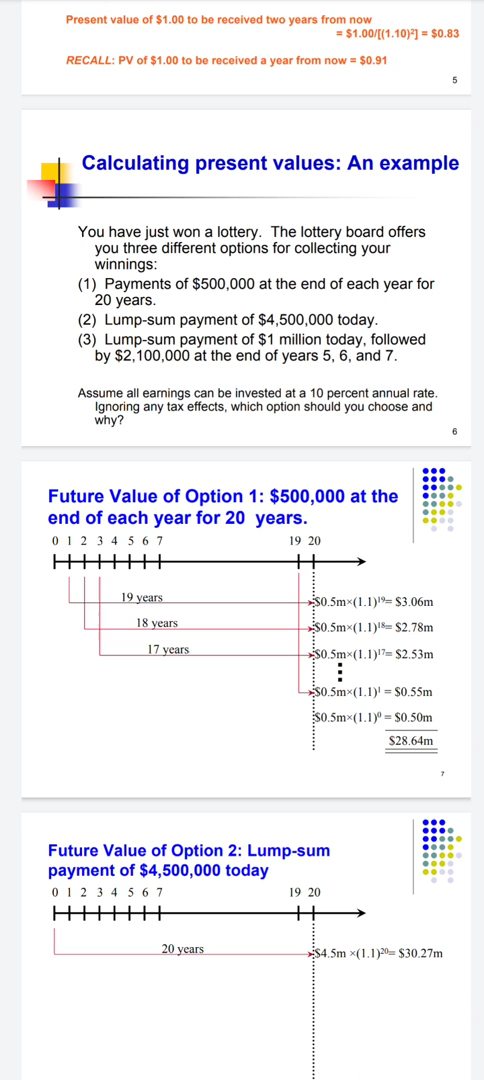 Present value of $1.00 to be received two years from now
= $1.00/[(1.10)²] = $0.83
RECALL: PV of $1.00 to be received a year from now = $0.91
5
Calculating present values: An example
You have just won a lottery. The lottery board offers
you three different options for collecting your
winnings:
(1) Payments of $500,000 at the end of each year for
20 years.
(2) Lump-sum payment of $4,500,000 today.
(3) Lump-sum payment of $1 million today, followed
by $2,100,000 at the end of years 5, 6, and 7.
Assume all earnings can be invested at a 10 percent annual rate.
Ignoring any tax effects, which option should you choose and
why?
6
Future Value of Option 1: $500,000 at the
end of each year for 20 years.
0 1 2 3 4 5 6 7 19 20
19 years $0.5m×(1.1)¹⁹= $3.06m
18 years $0.5m×(1.1)¹⁸= $2.78m
17 years $0.5m×(1.1)¹⁷= $2.53m
$0.5m×(1.1)¹ = $0.55m
$0.5m×(1.1)⁰ = $0.50m
$28.64m
7
Future Value of Option 2: Lump-sum
payment of $4,500,000 today
0 1 2 3 4 5 6 7 19 20
20 years $4.5m ×(1.1)²⁰= $30.27m